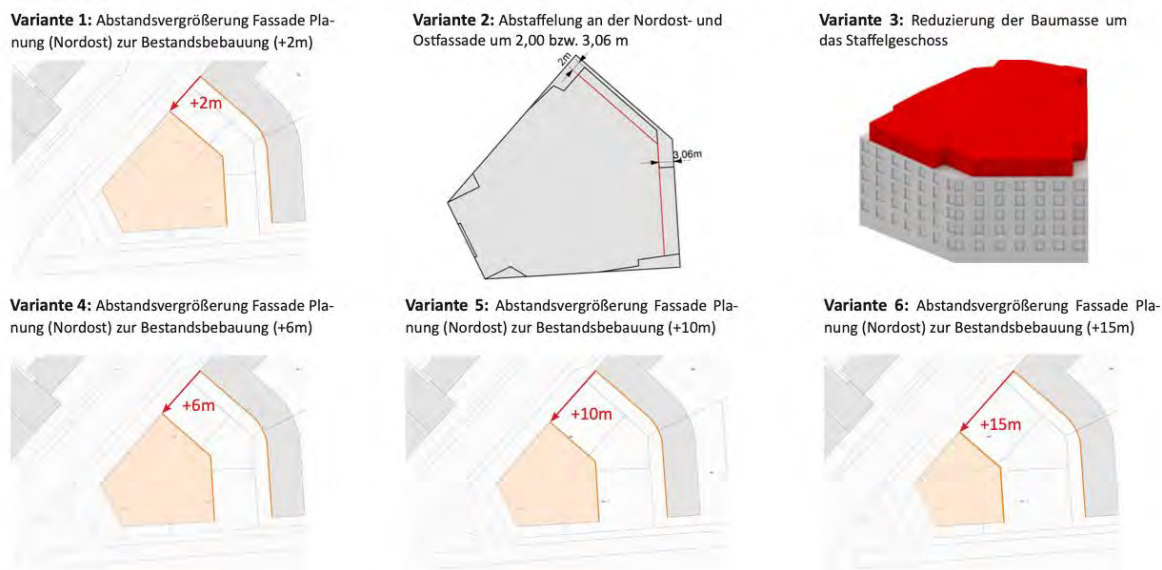 Variante 1: Abstandsvergrößerung Fassade Pla-
nung (Nordost) zur Bestandsbebauung (+2m)
+2m
Variante 2: Abstaffelung an der Nordost- und
Ostfassade um 2,00 bzw. 3,06 m
2m
3,06m
Variante 3: Reduzierung der Baumasse um
das Staffelgeschoss
Variante 4: Abstandsvergrößerung Fassade Pla-
nung (Nordost) zur Bestandsbebauung (+6m)
+6m
Variante 5: Abstandsvergrößerung Fassade Pla-
nung (Nordost) zur Bestandsbebauung (+10m)
+10m
Variante 6: Abstandsvergrößerung Fassade Pla-
nung (Nordost) zur Bestandsbebauung (+15m)
+15m